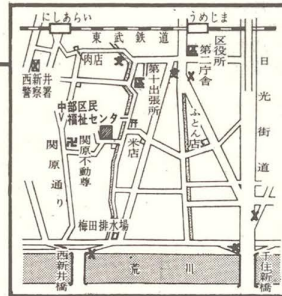 にしあらい
うめじま
東武鉄道
区役所
第二庁舎
日光街道
肉店
第十出張所
西新井
警察署
中部区民
福祉センター
ふとん店
米店
関原不動尊
関原通り
梅田排水場
西新井橋
荒川
千住新橋